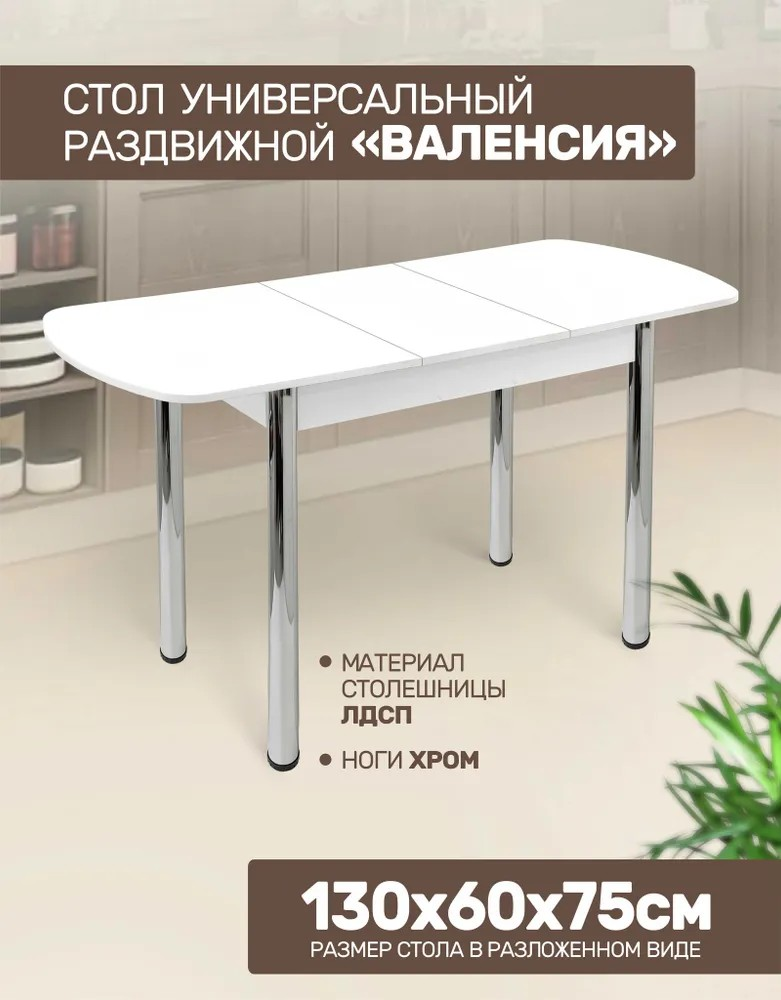 СТОЛ УНИВЕРСАЛЬНЫЙ
РАЗДВИЖНОЙ «ВАЛЕНСИЯ»
• МАТЕРИАЛ
СТОЛЕШНИЦЫ
ЛДСП
• НОГИ ХРОМ
130х60х75см
РАЗМЕР СТОЛА В РАЗЛОЖЕННОМ ВИДЕ